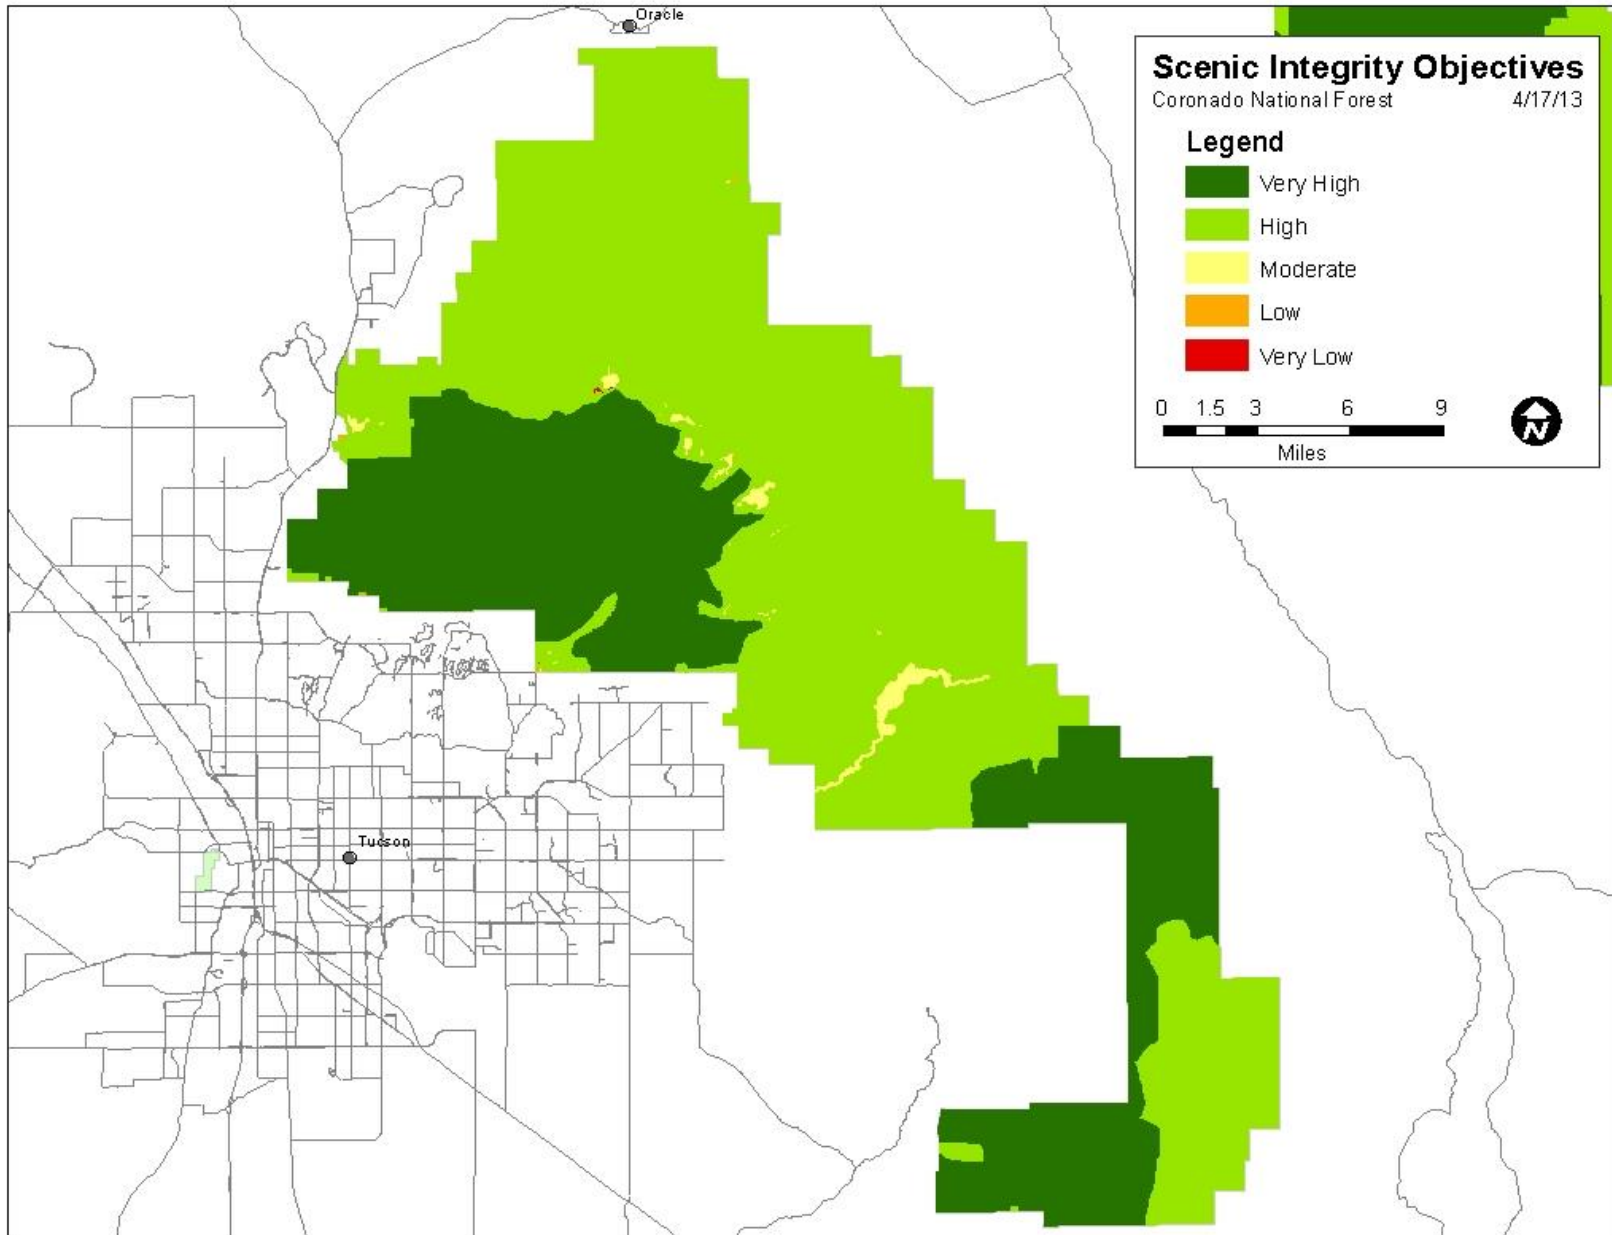 Oracle
Scenic Integrity Objectives
Coronado National Forest 4/17/13
Legend
Very High
High
Moderate
Low
Very Low
0 1.5 3 6 9
Miles
N
Tucson